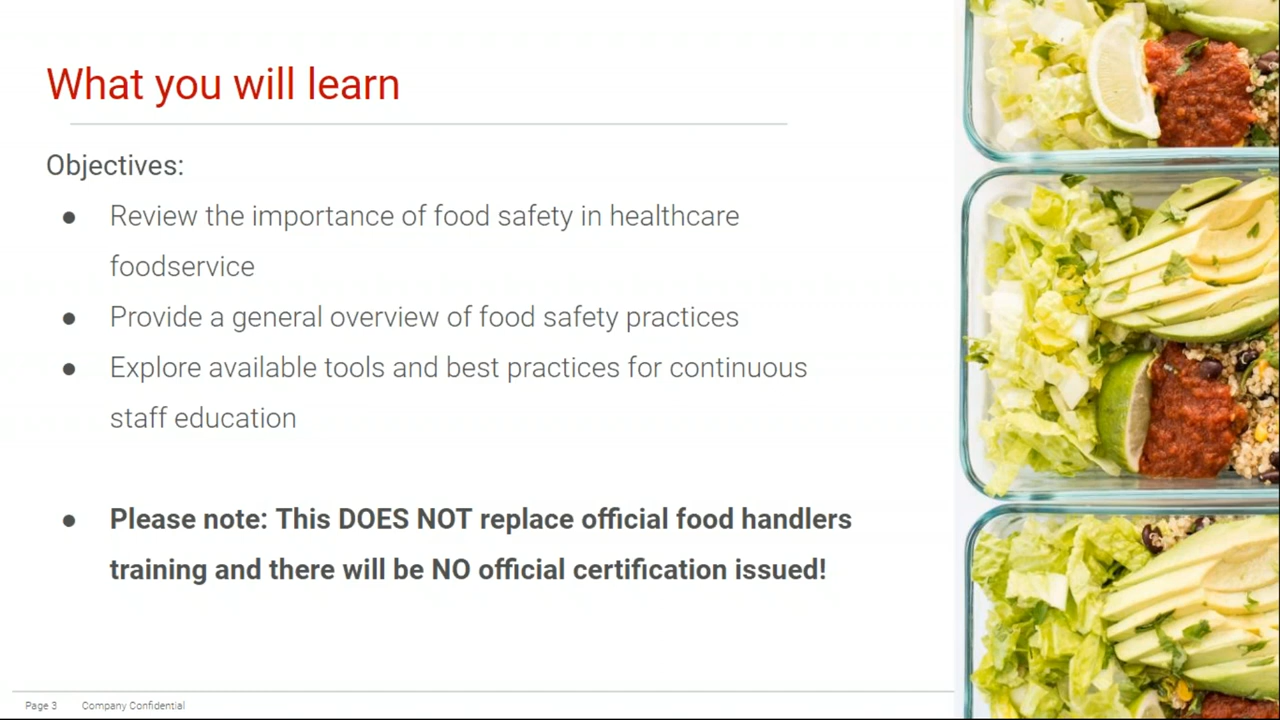 What you will learn
Objectives:
● Review the importance of food safety in healthcare
foodservice
● Provide a general overview of food safety practices
● Explore available tools and best practices for continuous
staff education
● Please note: This DOES NOT replace official food handlers
training and there will be NO official certification issued!
Page 3 Company Confidential